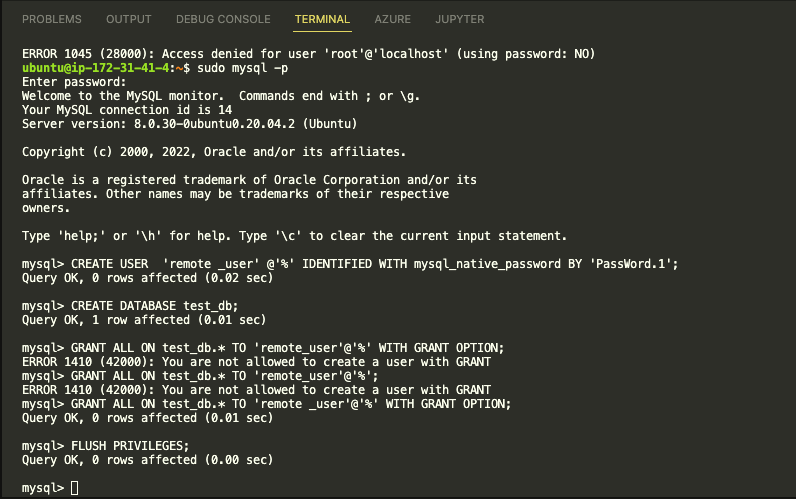 PROBLEMS OUTPUT DEBUG CONSOLE TERMINAL AZURE JUPYTER
ERROR 1045 (28000): Access denied for user 'root'@'localhost' (using password: NO)
ubuntu@ip-172-31-41-4:~$ sudo mysql -p
Enter password:
Welcome to the MySQL monitor.  Commands end with ; or \g.
Your MySQL connection id is 14
Server version: 8.0.30-0ubuntu0.20.04.2 (Ubuntu)
Copyright (c) 2000, 2022, Oracle and/or its affiliates.
Oracle is a registered trademark of Oracle Corporation and/or its
affiliates. Other names may be trademarks of their respective
owners.
Type 'help;' or '\h' for help. Type '\c' to clear the current input statement.
mysql> CREATE USER  'remote _user' @'%' IDENTIFIED WITH mysql_native_password BY 'PassWord.1';
Query OK, 0 rows affected (0.02 sec)
mysql> CREATE DATABASE test_db;
Query OK, 1 row affected (0.01 sec)
mysql> GRANT ALL ON test_db.* TO 'remote_user'@'%' WITH GRANT OPTION;
ERROR 1410 (42000): You are not allowed to create a user with GRANT
mysql> GRANT ALL ON test_db.* TO 'remote_user'@'%';
ERROR 1410 (42000): You are not allowed to create a user with GRANT
mysql> GRANT ALL ON test_db.* TO 'remote _user'@'%' WITH GRANT OPTION;
Query OK, 0 rows affected (0.01 sec)
mysql> FLUSH PRIVILEGES;
Query OK, 0 rows affected (0.00 sec)
mysql>